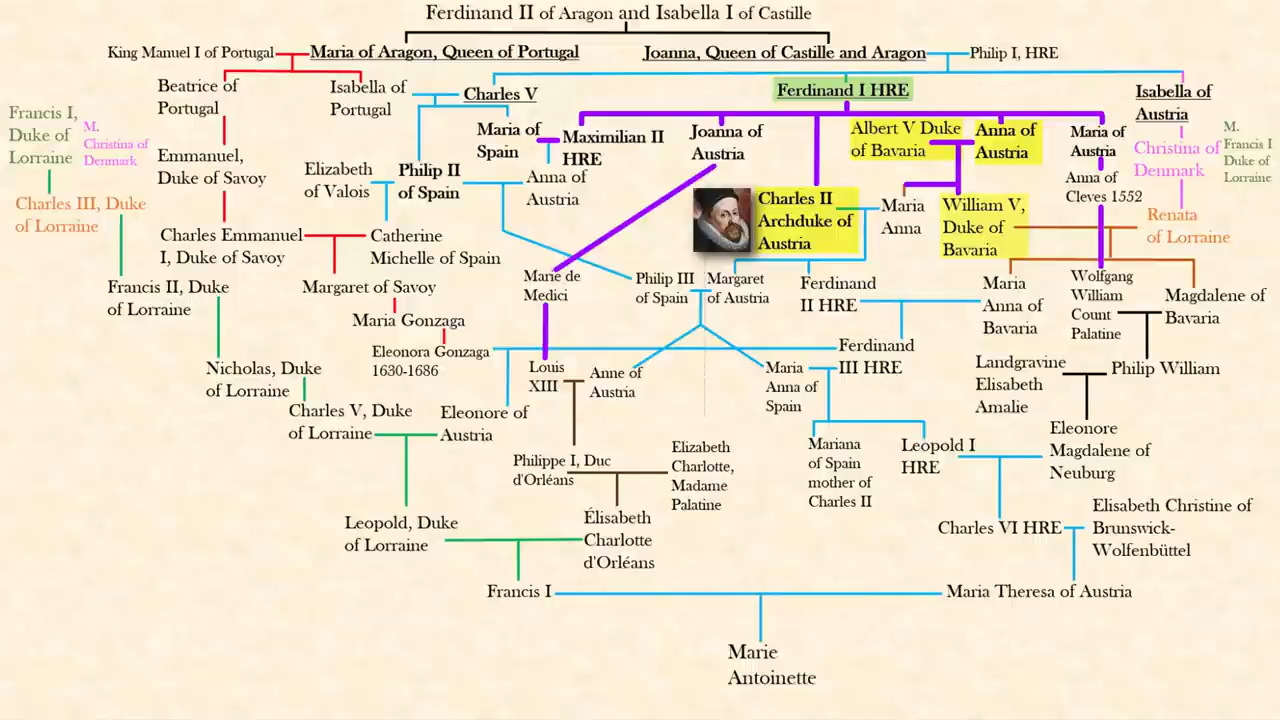 Ferdinand II of Aragon and Isabella I of Castille
King Manuel I of Portugal
Maria of Aragon, Queen of Portugal
Joanna, Queen of Castille and Aragon
Philip I, HRE
Beatrice of
Portugal
Isabella of
Portugal
Charles V
Ferdinand I HRE
Isabella of
Austria
Francis I,
Duke of
Lorraine
M.
Christina of
Denmark
Maria of
Spain
Maximilian II
HRE
Joanna of
Austria
Albert V Duke
of Bavaria
Anna of
Austria
Maria of
Austria
Christina of
Denmark
M.
Francis I
Duke of
Lorraine
Emmanuel,
Duke of Savoy
Elizabeth
of Valois
Philip II
of Spain
Anna of
Austria
Anna of
Cleves 1552
Charles III, Duke
of Lorraine
Charles II
Archduke of
Austria
Maria
Anna
William V,
Duke of
Bavaria
Renata
of Lorraine
Charles Emmanuel
I, Duke of Savoy
Catherine
Michelle of Spain
Francis II, Duke
of Lorraine
Margaret of Savoy
Marie de
Medici
Philip III
of Spain
Margaret
of Austria
Ferdinand
II HRE
Maria
Anna of
Bavaria
Wolfgang
William
Count
Palatine
Magdalene of
Bavaria
Maria Gonzaga
Eleonora Gonzaga
1630-1686
Ferdinand
III HRE
Nicholas, Duke
of Lorraine
Louis
XIII
Anne of
Austria
Maria
Anna of
Spain
Landgravine
Elisabeth
Amalie
Philip William
Charles V, Duke
of Lorraine
Eleonore of
Austria
Mariana
of Spain
mother of
Charles II
Leopold I
HRE
Eleonore
Magdalene of
Neuburg
Philippe I, Duc
d'Orléans
Elizabeth
Charlotte,
Madame
Palatine
Leopold, Duke
of Lorraine
Élisabeth
Charlotte
d'Orléans
Charles VI HRE
Elisabeth Christine of
Brunswick-
Wolfenbüttel
Francis I
Maria Theresa of Austria
Marie
Antoinette